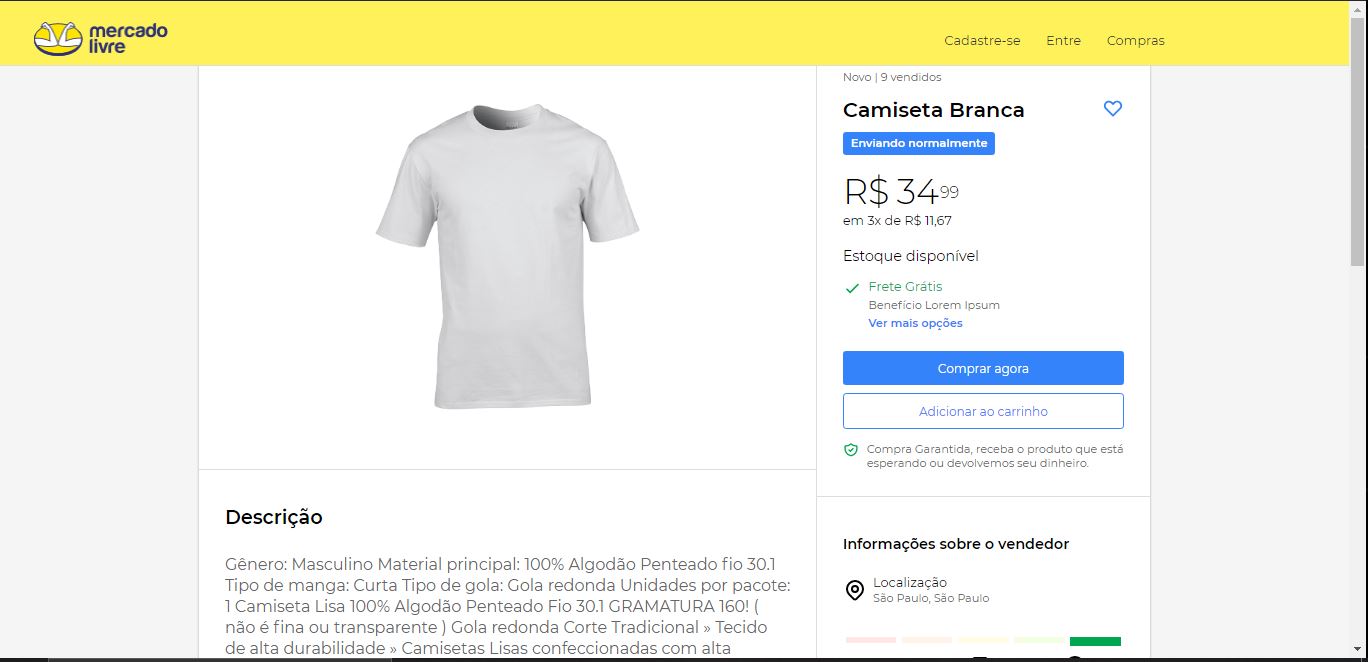 mercado
livre
Cadastre-se
Entre
Compras
Novo | 9 vendidos
Camiseta Branca
Enviando normalmente
R$ 34 99
em 3x de R$ 11,67
Estoque disponível
Frete Grátis
Benefício Lorem Ipsum
Ver mais opções
Comprar agora
Adicionar ao carrinho
Compra Garantida, receba o produto que está
esperando ou devolvemos seu dinheiro.
Descrição
Gênero: Masculino Material principal: 100% Algodão Penteado fio 30.1
Tipo de manga: Curta Tipo de gola: Gola redonda Unidades por pacote:
1 Camiseta Lisa 100% Algodão Penteado Fio 30.1 GRAMATURA 160! (
não é fina ou transparente ) Gola redonda Corte Tradicional » Tecido
de alta durabilidade » Camisetas Lisas confeccionadas com alta
Informações sobre o vendedor
Localização
São Paulo, São Paulo